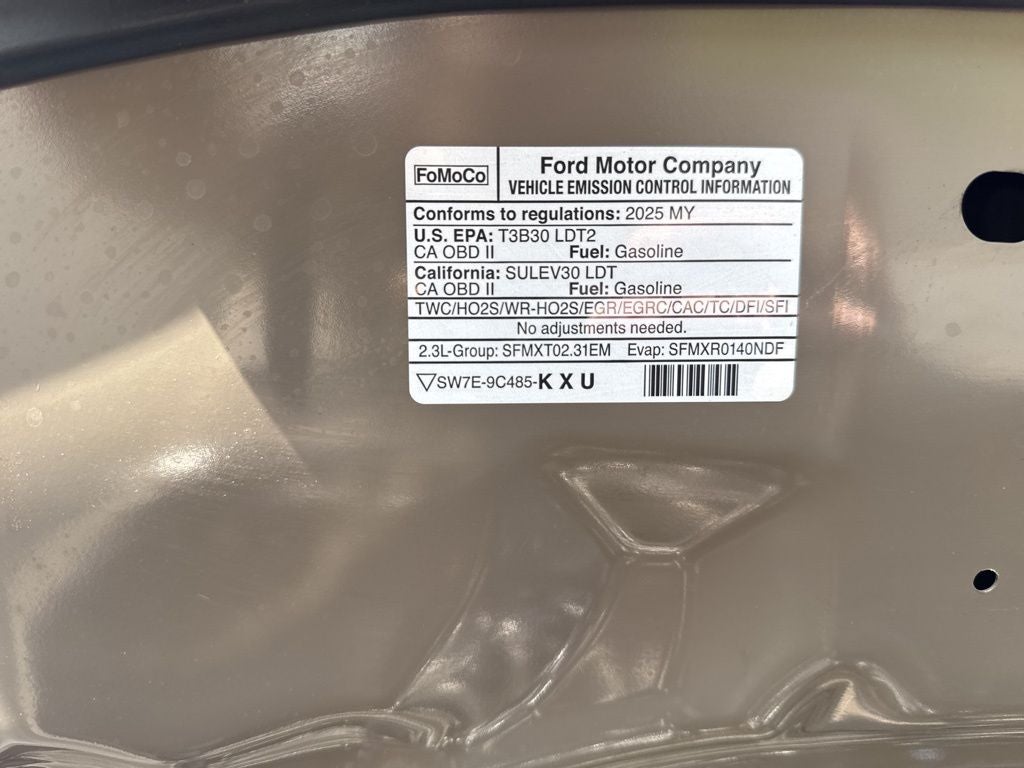 FoMoCo
Ford Motor Company
VEHICLE EMISSION CONTROL INFORMATION
Conforms to regulations: 2025 MY
U.S. EPA: T3B30 LDT2
CA OBD II Fuel: Gasoline
California: SULEV30 LDT
CA OBD II Fuel: Gasoline
TWC/HO2S/WR-HO2S/EGR/EGRC/CAC/TC/DFI/SFI
No adjustments needed.
2.3L-Group: SFMXT02.31EM Evap: SFMXR0140NDF
SW7E-9C485-K X U